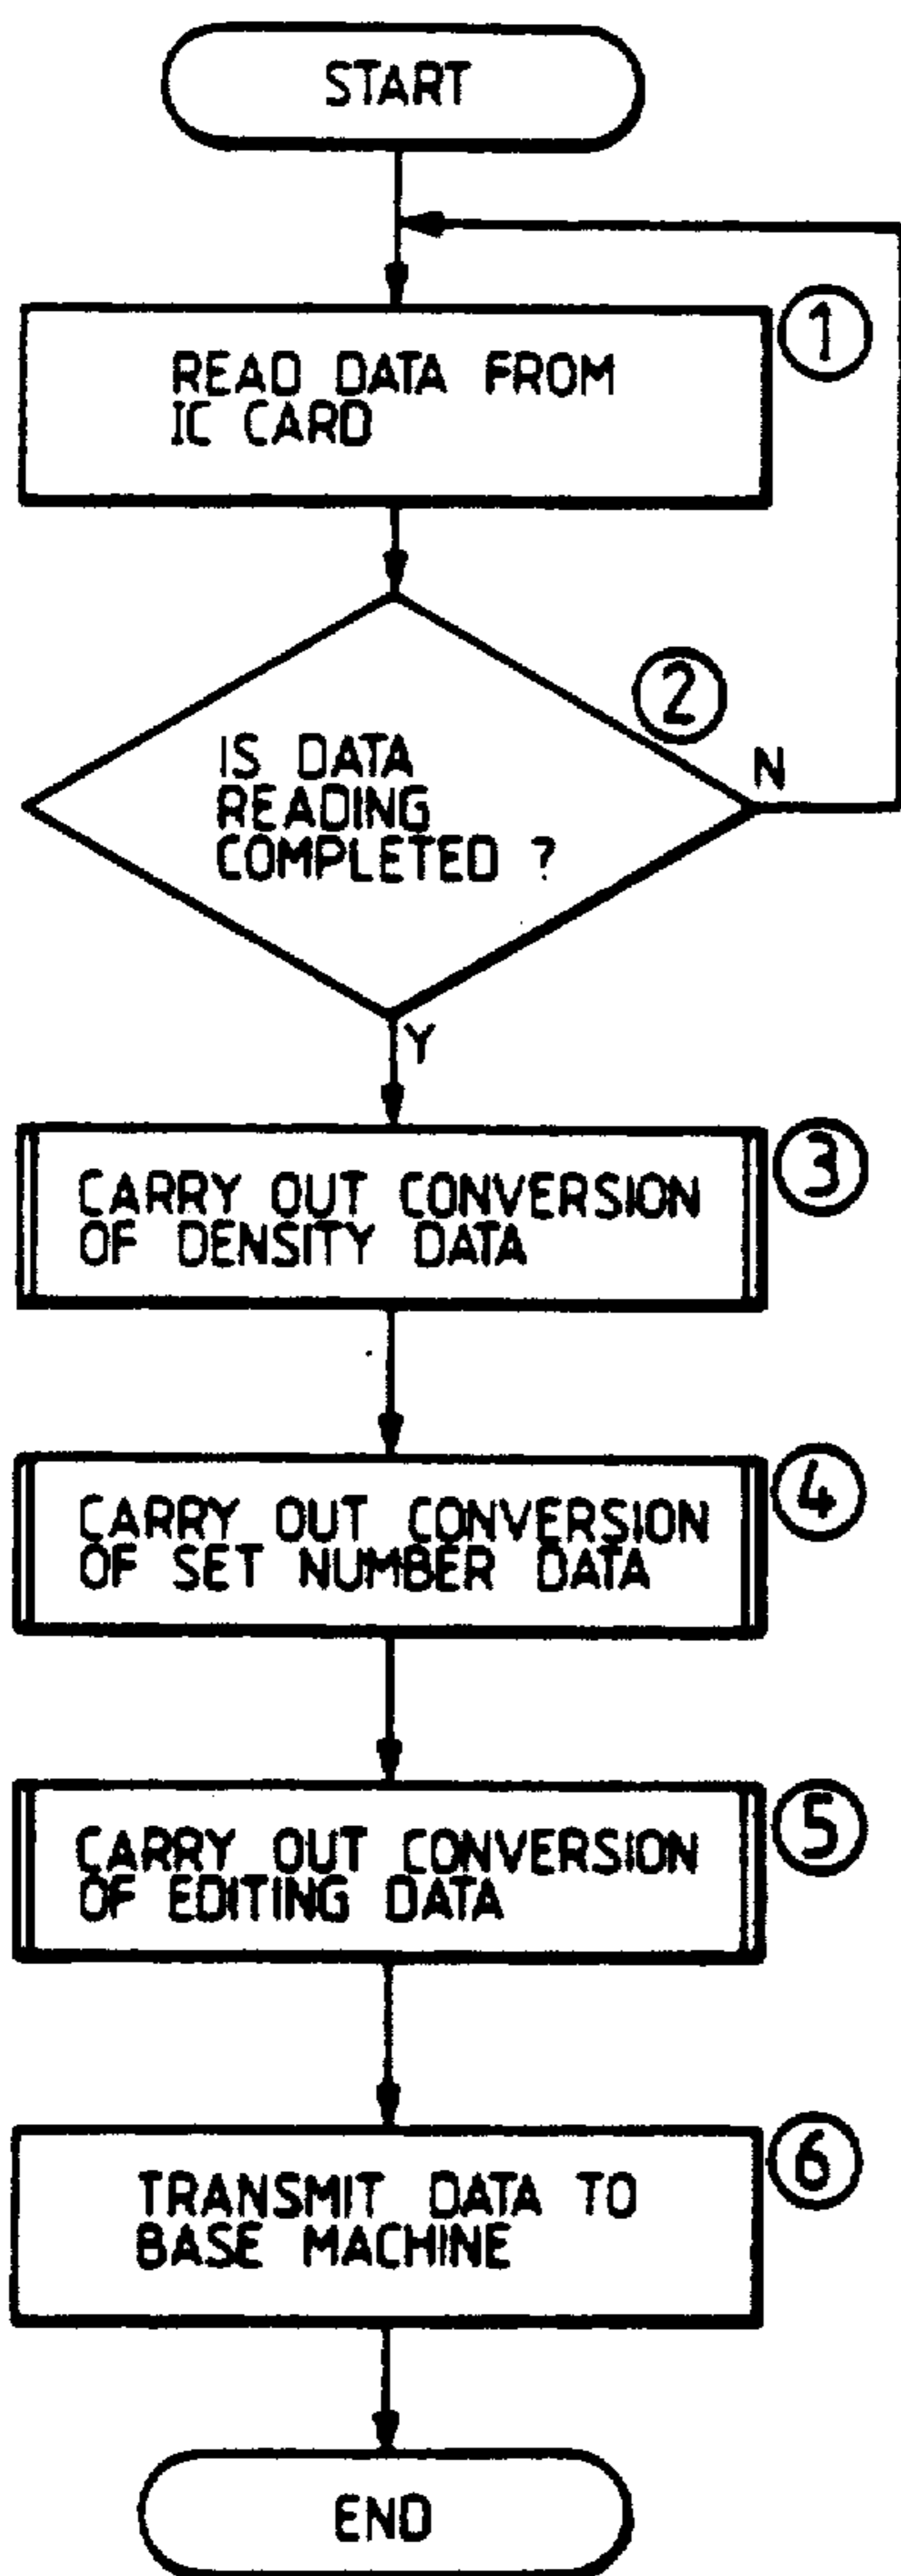 START
①
READ DATA FROM
IC CARD
②
N
IS DATA
READING
COMPLETED ?
Y
③
CARRY OUT CONVERSION
OF DENSITY DATA
④
CARRY OUT CONVERSION
OF SET NUMBER DATA
⑤
CARRY OUT CONVERSION
OF EDITING DATA
⑥
TRANSMIT DATA TO
BASE MACHINE
END